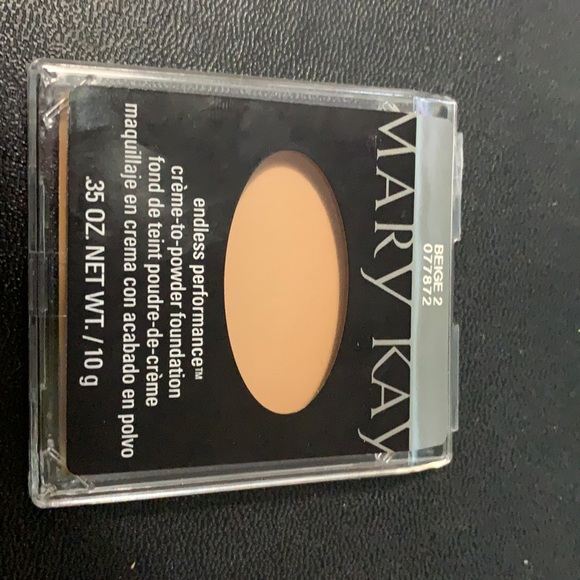 BEIGE 2
077872
MARY KAY
endless performance™
crème-to-powder foundation
fond de teint poudre-de-crème
maquillaje en crema con acabado en polvo
.35 OZ. NET WT. / 10 g